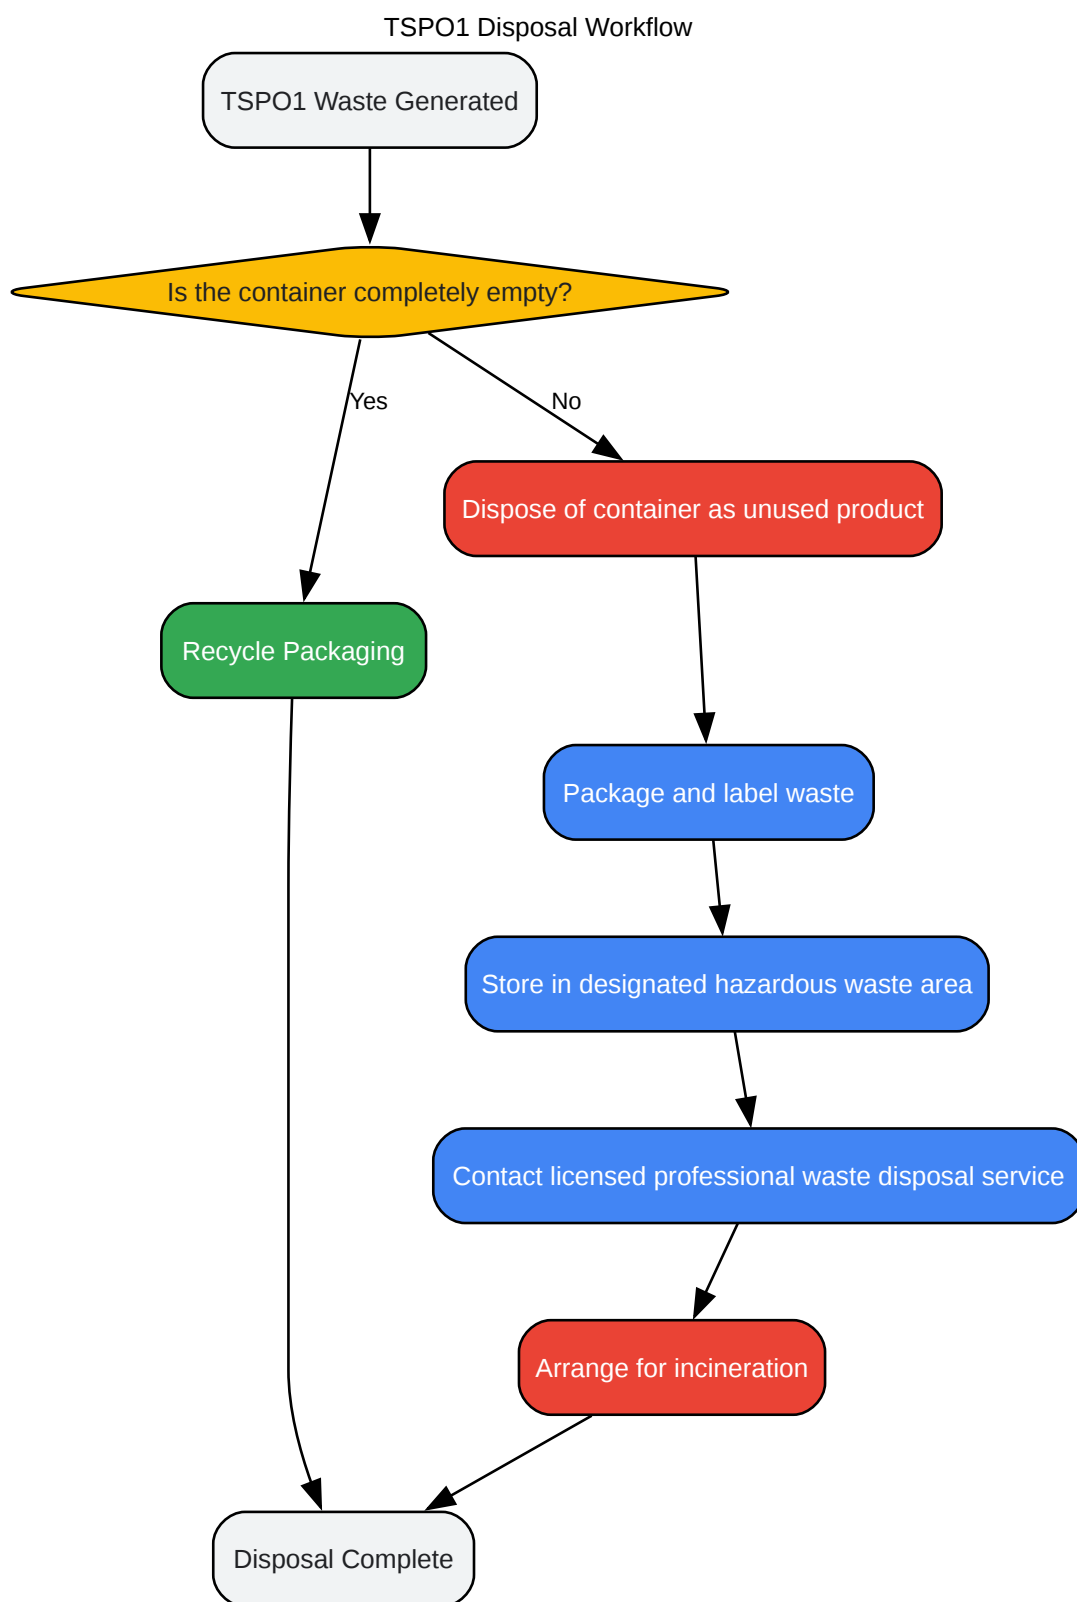 TSPO1 Disposal Workflow
TSPO1 Waste Generated
Is the container completely empty?
Yes
No
Dispose of container as unused product
Recycle Packaging
Package and label waste
Store in designated hazardous waste area
Contact licensed professional waste disposal service
Arrange for incineration
Disposal Complete